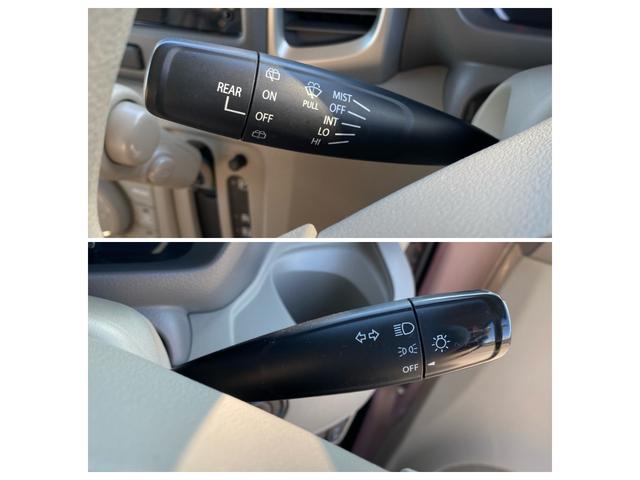 REAR
ON
OFF
PULL
MIST
OFF
INT
LO
HI
OFF